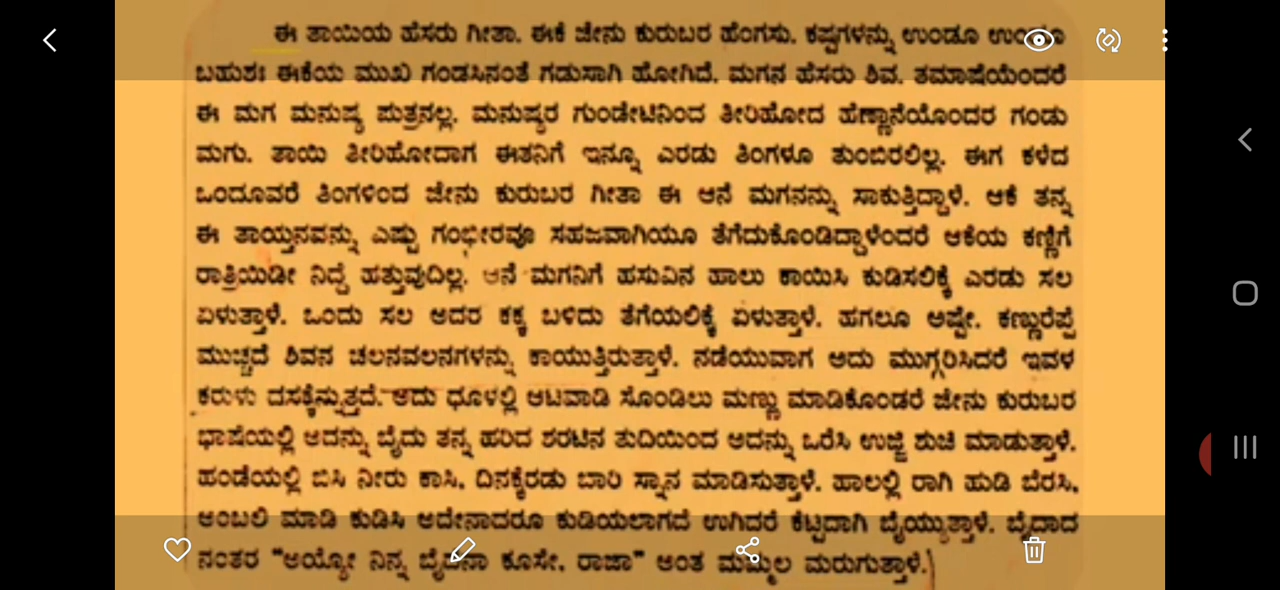 ಈ ತಾಯಿಯ ಹೆಸರು ಗೀತಾ. ಈಕೆ ಜೇನು ಕುರುಬರ ಹೆಂಗಸು. ಕಷ್ಟಗಳನ್ನು ಉಂಡೂ
ಬಹುಶಃ ಈಕೆಯ ಮುಖ ಗಂಡಸಿನಂತೆ ಗಡುಸಾಗಿ ಹೋಗಿದೆ. ಮಗನ ಹೆಸರು ಶಿವ. ತಮಾಷೆಯೆಂದರೆ
ಈ ಮಗ ಮನುಷ್ಯ ಪುತ್ರನಲ್ಲ. ಮನುಷ್ಯರ ಗುಂಡೇಟಿನಿಂದ ತೀರಿಹೋದ ಹೆಣ್ಣಾನೆಯೊಂದರ ಗಂಡು
ಮಗು. ತಾಯಿ ತೀರಿಹೋದಾಗ ಈತನಿಗೆ ಇನ್ನೂ ಎರಡು ತಿಂಗಳೂ ತುಂಬಿರಲಿಲ್ಲ. ಈಗ ಕಳೆದ
ಒಂದೂವರೆ ತಿಂಗಳಿಂದ ಜೇನು ಕುರುಬರ ಗೀತಾ ಈ ಆನೆ ಮಗನನ್ನು ಸಾಕುತ್ತಿದ್ದಾಳೆ. ಆಕೆ ತನ್ನ
ಈ ತಾಯ್ತನವನ್ನು ಎಷ್ಟು ಗಂಭೀರವೂ ಸಹಜವಾಗಿಯೂ ತೆಗೆದುಕೊಂಡಿದ್ದಾಳೆಂದರೆ ಆಕೆಯ ಕಣ್ಣಿಗೆ
ರಾತ್ರಿಯಿಡೀ ನಿದ್ದೆ ಹತ್ತುವುದಿಲ್ಲ. ಆನೆ ಮಗನಿಗೆ ಹಸುವಿನ ಹಾಲು ಕಾಯಿಸಿ ಕುಡಿಸಲಿಕ್ಕೆ ಎರಡು ಸಲ
ಏಳುತ್ತಾಳೆ. ಒಂದು ಸಲ ಅದರ ಕಕ್ಕ ಬಳಿದು ತೆಗೆಯಲಿಕ್ಕೆ ಏಳುತ್ತಾಳೆ. ಹಗಲೂ ಅಷ್ಟೇ. ಕಣ್ಣುರೆಪ್ಪೆ
ಮುಚ್ಚದೆ ಶಿವನ ಚಲನವಲನಗಳನ್ನು ಕಾಯುತ್ತಿರುತ್ತಾಳೆ. ನಡೆಯುವಾಗ ಅದು ಮುಗ್ಗರಿಸಿದರೆ ಇವಳ
ಕರುಳು ದಸಕ್ಕೆನ್ನುತ್ತದೆ. ಅದು ಧೂಳಲ್ಲಿ ಆಟವಾಡಿ ಸೊಂಡಿಲು ಮಣ್ಣು ಮಾಡಿಕೊಂಡರೆ ಜೇನು ಕುರುಬರ
ಭಾಷೆಯಲ್ಲಿ ಅದನ್ನು ಬೈದು ತನ್ನ ಹರಿದ ಶರಟಿನ ತುದಿಯಿಂದ ಅದನ್ನು ಒರೆಸಿ ಉಜ್ಜಿ ಶುಚಿ ಮಾಡುತ್ತಾಳೆ.
ಹಂಡೆಯಲ್ಲಿ ಬಿಸಿ ನೀರು ಕಾಸಿ, ದಿನಕ್ಕೆರಡು ಬಾರಿ ಸ್ನಾನ ಮಾಡಿಸುತ್ತಾಳೆ. ಹಾಲಲ್ಲಿ ರಾಗಿ ಹುಡಿ ಬೆರಸಿ,
ಅಂಬಲಿ ಮಾಡಿ ಕುಡಿಸಿ ಅದೇನಾದರೂ ಕುಡಿಯಲಾಗದೆ ಉಗಿದರೆ ಕೆಟ್ಟದಾಗಿ ಬೈಯ್ಯುತ್ತಾಳೆ. ಬೈದಾದ
ನಂತರ "ಅಯ್ಯೋ ನಿನ್ನ ಬೈದೆನಾ ಕೂಸೇ, ರಾಜಾ" ಅಂತ ಮಮ್ಮಲ ಮರುಗುತ್ತಾಳೆ.